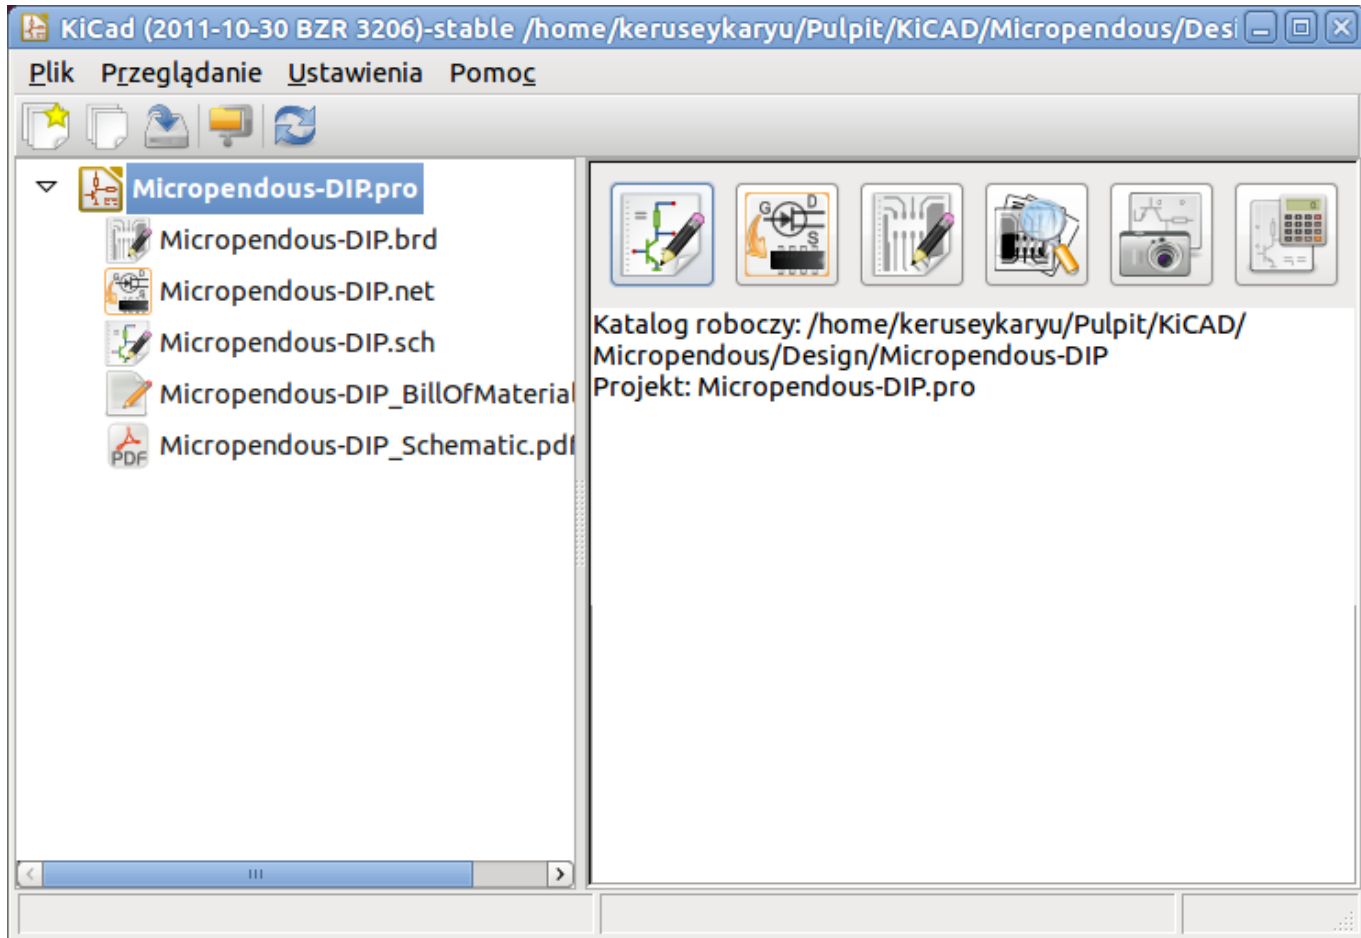 KiCad (2011-10-30 BZR 3206)-stable /home/keruseykaryu/Pulpit/KiCAD/Micropendous/Desi
Plik Przeglądanie Ustawienia Pomoc
Micropendous-DIP.pro
Micropendous-DIP.brd
Micropendous-DIP.net
Micropendous-DIP.sch
Micropendous-DIP_BillOfMaterial
Micropendous-DIP_Schematic.pdf
G D
S
Katalog roboczy: /home/keruseykaryu/Pulpit/KiCAD/
Micropendous/Design/Micropendous-DIP
Projekt: Micropendous-DIP.pro